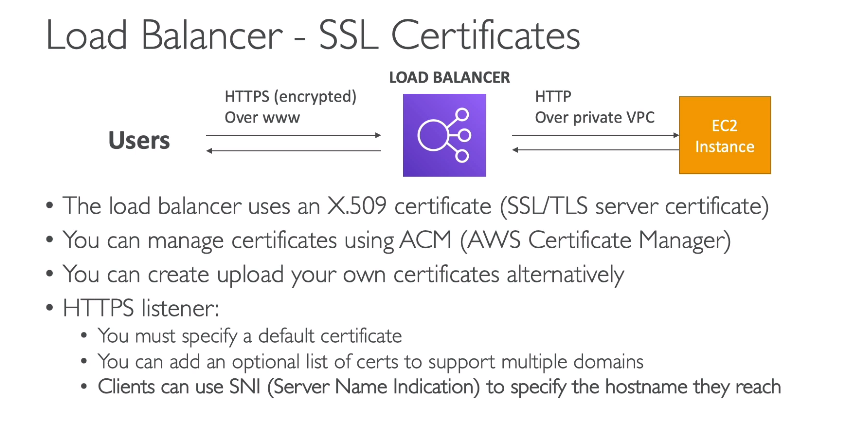 Load Balancer - SSL Certificates
LOAD BALANCER
HTTPS (encrypted)
Over www
HTTP
Over private VPC
Users
EC2
Instance
• The load balancer uses an X.509 certificate (SSL/TLS server certificate)
• You can manage certificates using ACM (AWS Certificate Manager)
• You can create upload your own certificates alternatively
• HTTPS listener:
• You must specify a default certificate
• You can add an optional list of certs to support multiple domains
• Clients can use SNI (Server Name Indication) to specify the hostname they reach